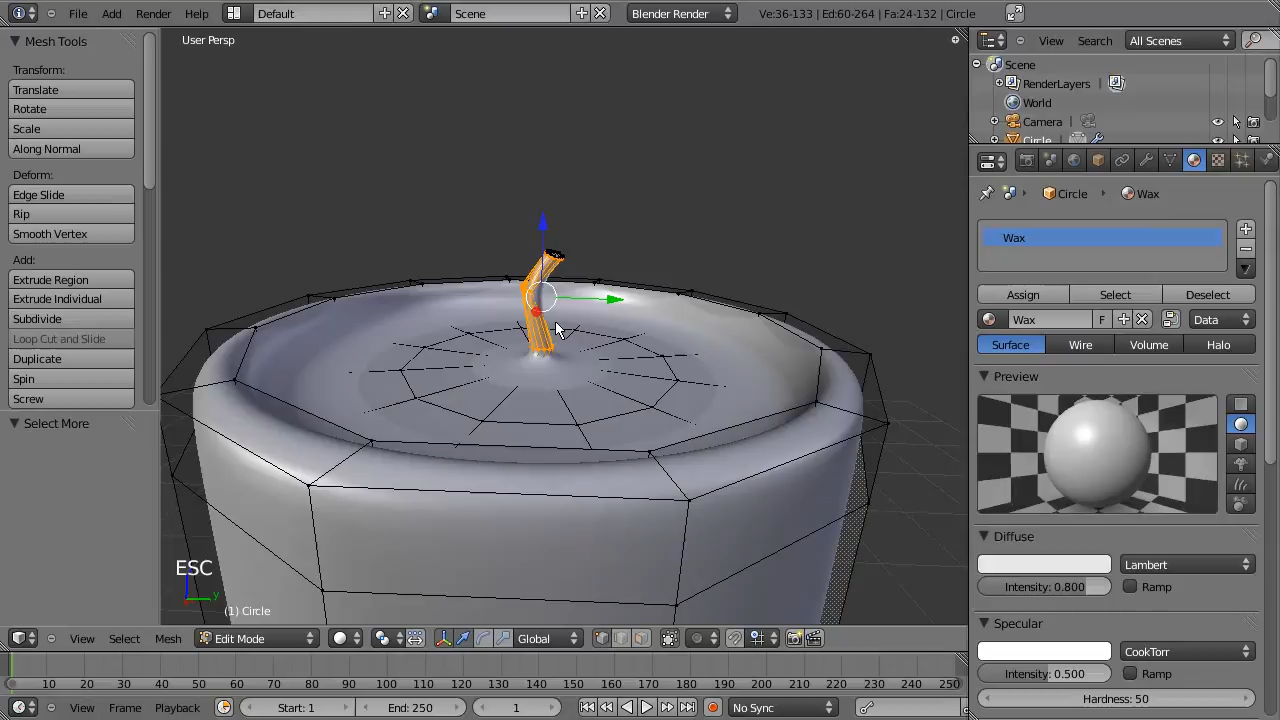 File Add Render Help Default Scene Blender Render Ve:36-133 | Ed:60-264 | Fa:24-132 | Circle
Mesh Tools
Transform:
Translate
Rotate
Scale
Along Normal
Deform:
Edge Slide
Rip
Smooth Vertex
Add:
Extrude Region
Extrude Individual
Subdivide
Loop Cut and Slide
Duplicate
Spin
Screw
Select More
User Persp
ESC
y
(1) Circle
View Select Mesh Edit Mode Global
View Search All Scenes
Scene
RenderLayers
World
Camera
Circle
Circle Wax
Wax
Assign Select Deselect
Wax F Data
Surface Wire Volume Halo
Preview
Diffuse
Lambert
Intensity: 0.800 Ramp
Specular
CookTorr
Intensity: 0.500 Ramp
Hardness: 50
0 10 20 30 40 50 60 70 80 90 100 110 120 130 140 150 160 170 180 190 200 210 220 230 240 250
View Frame Playback Start: 1 End: 250 1 No Sync